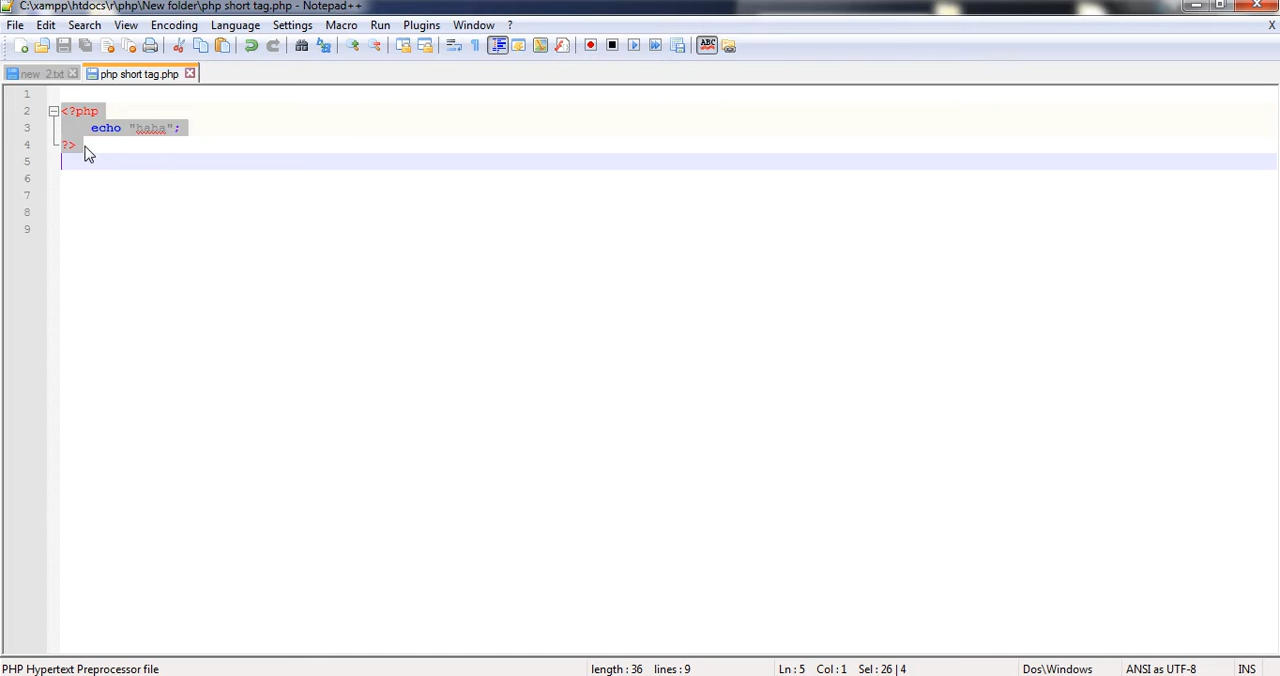 C:\xampp\htdocs\r\php\New folder\php short tag.php - Notepad++
File Edit Search View Encoding Language Settings Macro Run Plugins Window ? X
new 2.txt php short tag.php
1
2 <?php
3 echo "haha";
4 ?>
5
6
7
8
9
PHP Hypertext Preprocessor file length : 36 lines : 9 Ln : 5 Col : 1 Sel : 26 | 4 Dos\Windows ANSI as UTF-8 INS